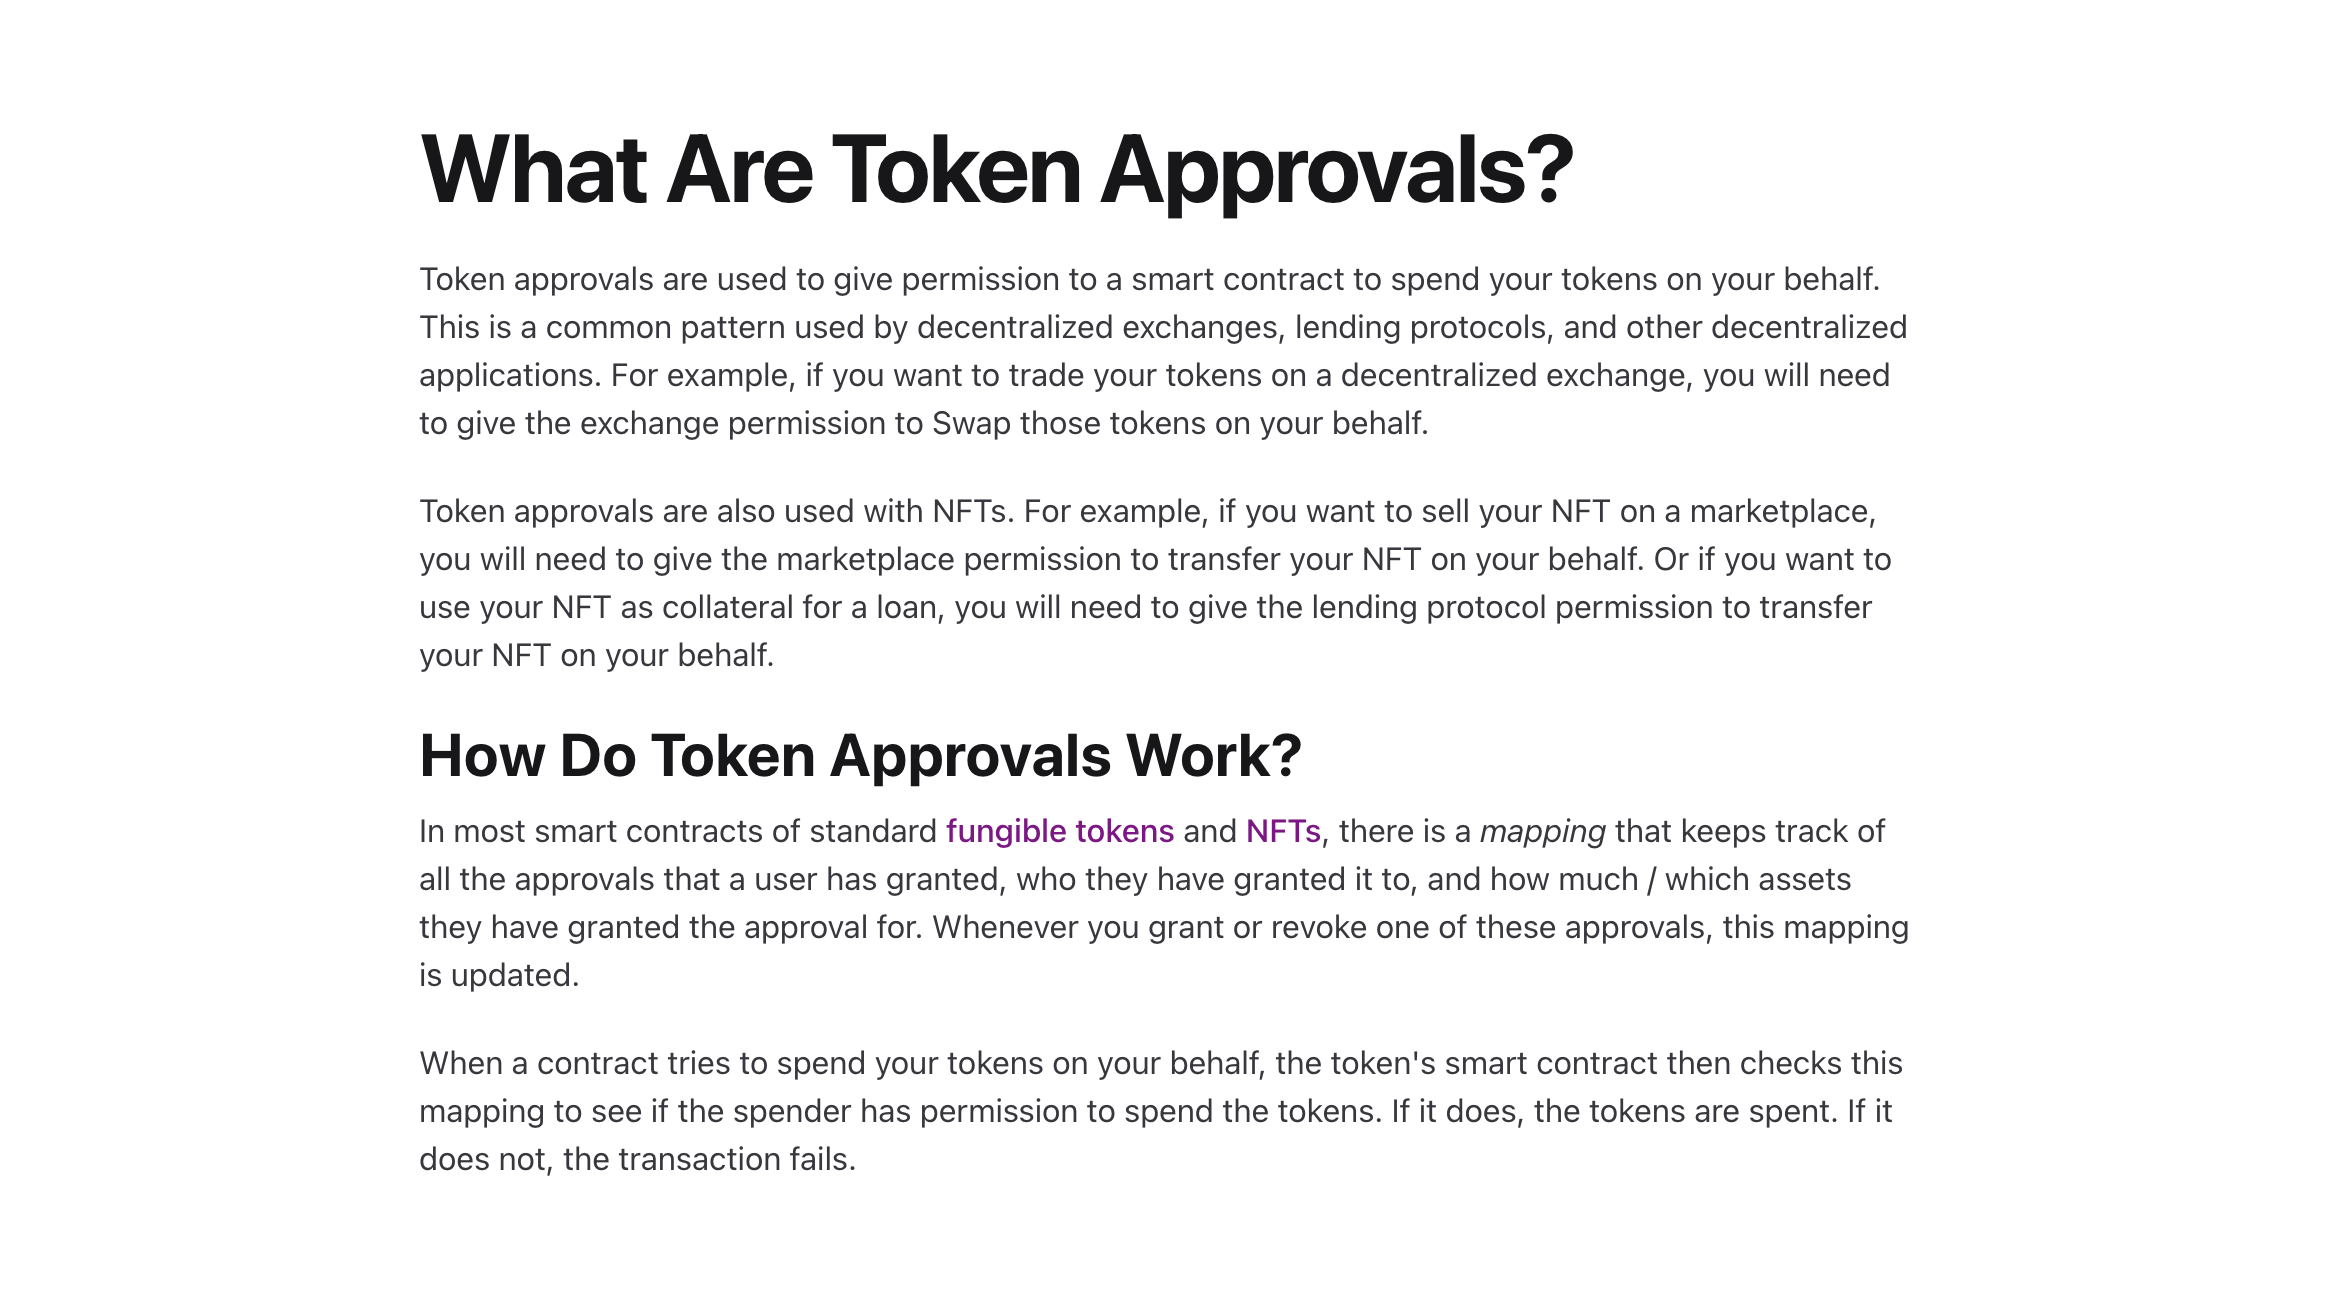 What Are Token Approvals?
Token approvals are used to give permission to a smart contract to spend your tokens on your behalf.
This is a common pattern used by decentralized exchanges, lending protocols, and other decentralized
applications. For example, if you want to trade your tokens on a decentralized exchange, you will need
to give the exchange permission to Swap those tokens on your behalf.
Token approvals are also used with NFTs. For example, if you want to sell your NFT on a marketplace,
you will need to give the marketplace permission to transfer your NFT on your behalf. Or if you want to
use your NFT as collateral for a loan, you will need to give the lending protocol permission to transfer
your NFT on your behalf.
How Do Token Approvals Work?
In most smart contracts of standard fungible tokens and NFTs, there is a mapping that keeps track of
all the approvals that a user has granted, who they have granted it to, and how much / which assets
they have granted the approval for. Whenever you grant or revoke one of these approvals, this mapping
is updated.
When a contract tries to spend your tokens on your behalf, the token's smart contract then checks this
mapping to see if the spender has permission to spend the tokens. If it does, the tokens are spent. If it
does not, the transaction fails.